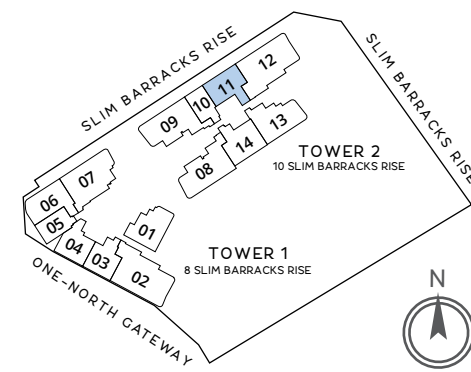 SLIM BARRACKS RISE
SLIM BARRACKS RISE
12
11
10
09
13
14
08
TOWER 2
10 SLIM BARRACKS RISE
07
06
05
04
03
02
01
TOWER 1
8 SLIM BARRACKS RISE
ONE-NORTH GATEWAY
N